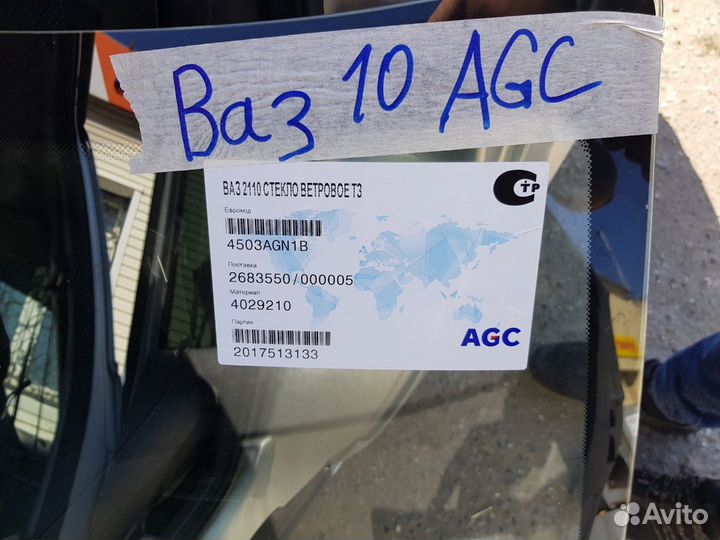 Ваз 10 AGC
ВАЗ 2110 СТЕКЛО ВЕТРОВОЕ ТЗ
ТР
Еврокод
4503AGN1B
Поставка
2683550/000005
Материал
4029210
Партия
2017513133
AGC
Avito